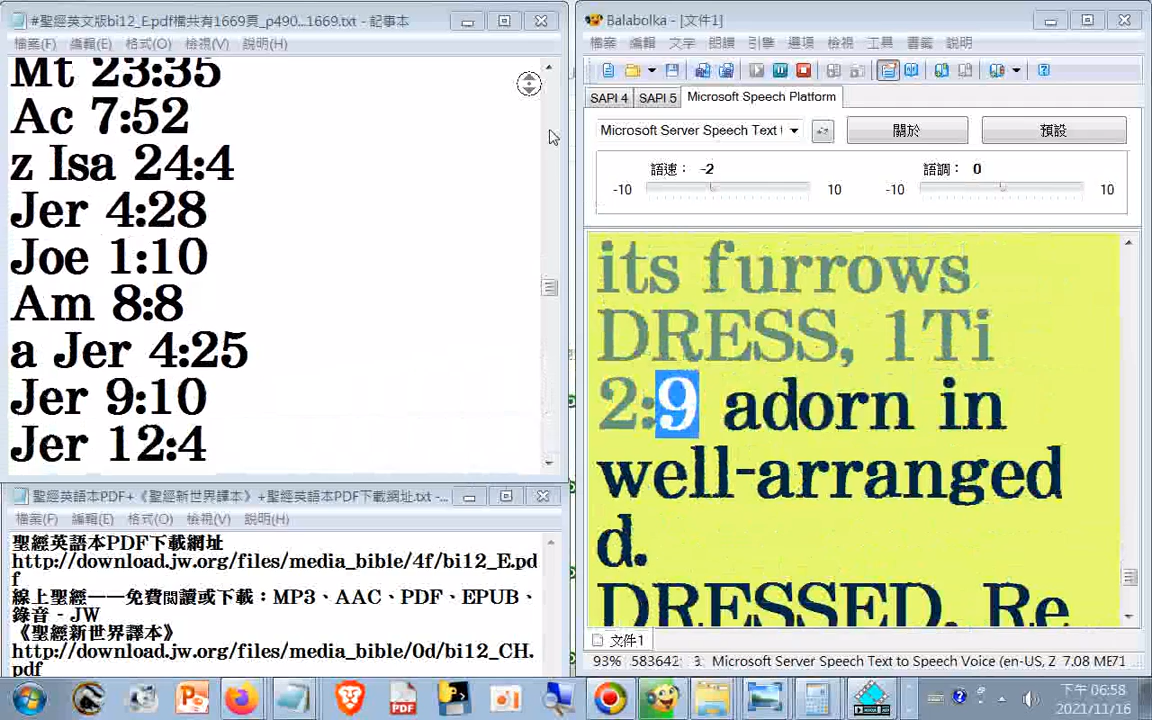 #聖經英文版bi12_E.pdf檔共有1669頁_p490...1669.txt - 記事本
檔案(F) 編輯(E) 格式(O) 檢視(V) 說明(H)
Mt 23:35
Ac 7:52
z Isa 24:4
Jer 4:28
Joe 1:10
Am 8:8
a Jer 4:25
Jer 9:10
Jer 12:4
聖經英語本PDF+《聖經新世界譯本》+聖經英語本PDF下載網址.txt -...
檔案(F) 編輯(E) 格式(O) 檢視(V) 說明(H)
聖經英語本PDF下載網址
http://download.jw.org/files/media_bible/4f/bi12_E.pd
f
線上聖經——免費閱讀或下載：MP3、AAC、PDF、EPUB、
錄音 - JW
《聖經新世界譯本》
http://download.jw.org/files/media_bible/0d/bi12_CH.
pdf
Balabolka - [文件1]
檔案 編輯 文字 朗讀 引擎 選項 檢視 工具 書籤 說明
SAPI 4 SAPI 5 Microsoft Speech Platform
Microsoft Server Speech Text 關於 預設
語速： -2 語調： 0
-10 10 -10 10
its furrows
DRESS, 1Ti
2:9 adorn in
well-arranged
d.
DRESSED, Re
文件1
93% 583642: Microsoft Server Speech Text to Speech Voice (en-US, Z 7.08 ME71
PDF
下午 06:58
2021/11/16